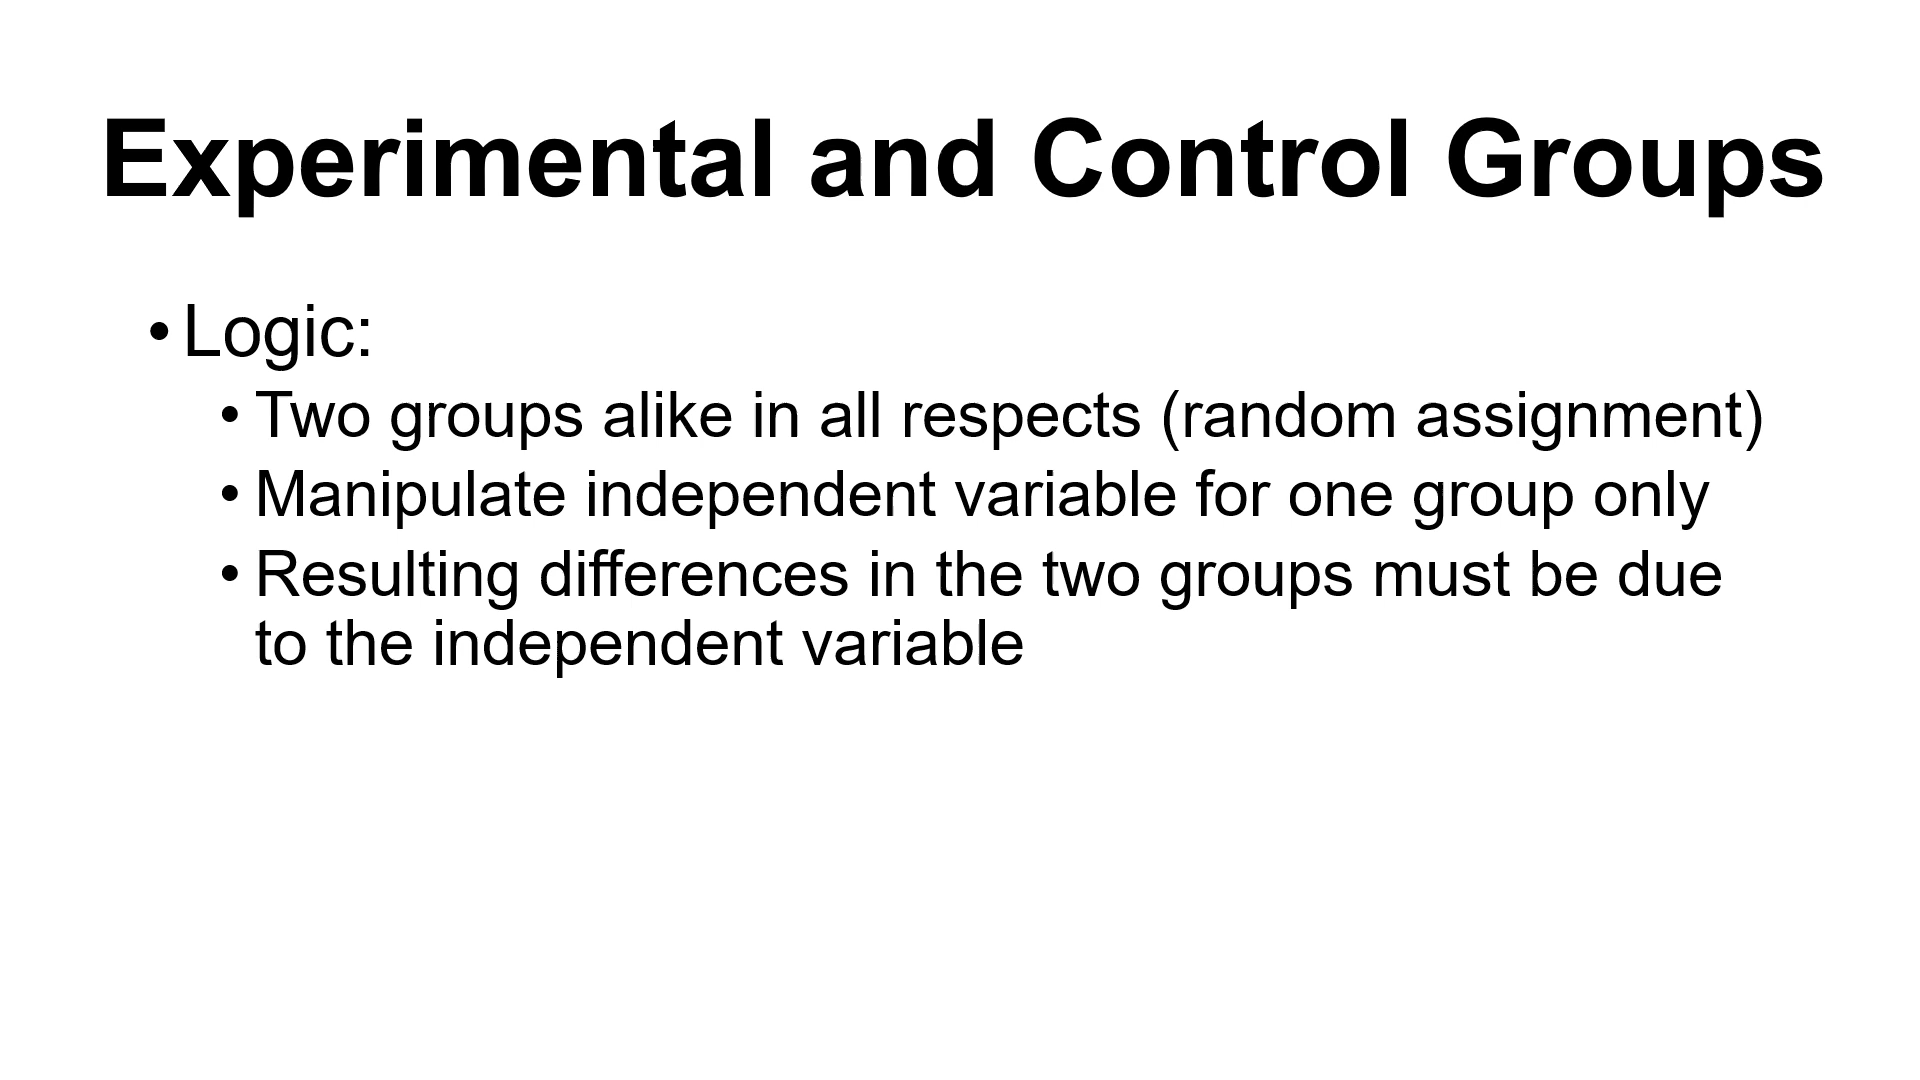 Experimental and Control Groups
• Logic:
• Two groups alike in all respects (random assignment)
• Manipulate independent variable for one group only
• Resulting differences in the two groups must be due
to the independent variable